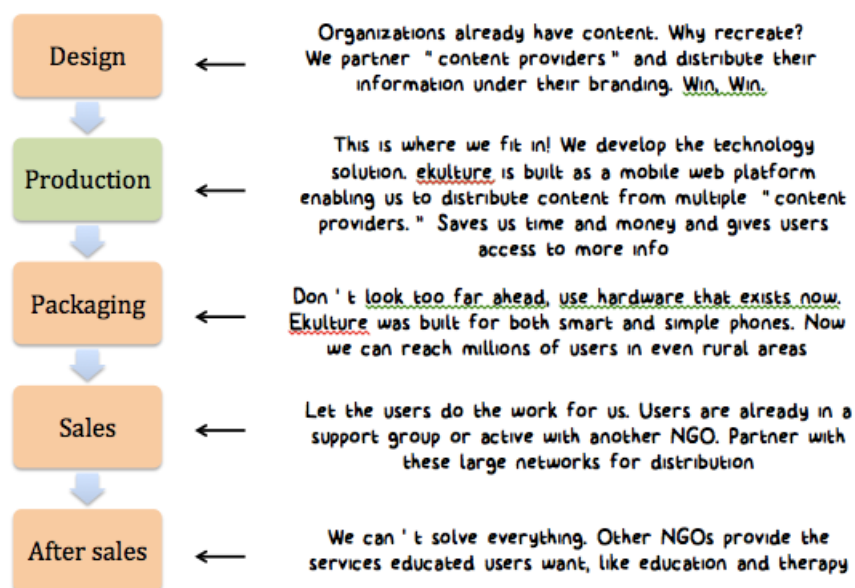 Design
Organizations already have content. Why recreate?
We partner "content providers" and distribute their
information under their branding. Win, Win.
Production
This is where we fit in! We develop the technology
solution. ekulture is built as a mobile web platform
enabling us to distribute content from multiple "content
providers." Saves us time and money and gives users
access to more info
Packaging
Don't look too far ahead, use hardware that exists now.
Ekulture was built for both smart and simple phones. Now
we can reach millions of users in even rural areas
Sales
Let the users do the work for us. Users are already in a
support group or active with another NGO. Partner with
these large networks for distribution
After sales
We can't solve everything. Other NGOs provide the
services educated users want, like education and therapy